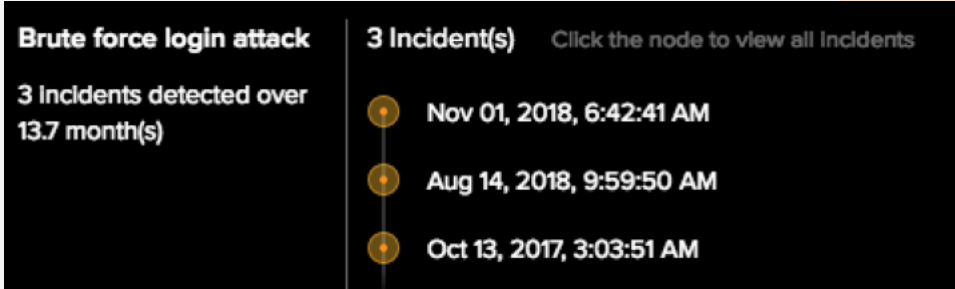 Brute force login attack
3 Incidents detected over
13.7 month(s)
3 Incident(s) Click the node to view all Incidents
Nov 01, 2018, 6:42:41 AM
Aug 14, 2018, 9:59:50 AM
Oct 13, 2017, 3:03:51 AM